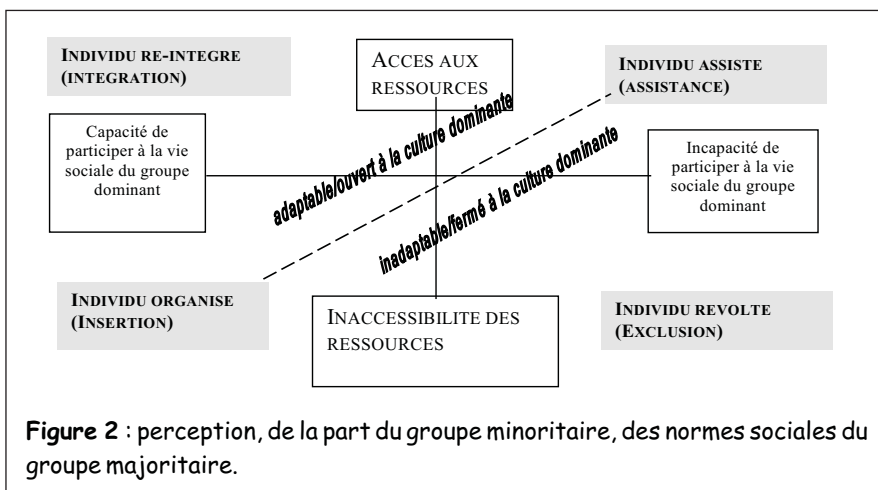 INDIVIDU RE-INTEGRE
(INTEGRATION)
ACCES AUX
RESSOURCES
INDIVIDU ASSISTE
(ASSISTANCE)
Capacité de
participer à la vie
sociale du groupe
dominant
adaptable/ouvert à la culture dominante
inadaptable/fermé à la culture dominante
Incapacité de
participer à la vie
sociale du groupe
dominant
INDIVIDU ORGANISE
(INSERTION)
INACCESSIBILITE DES
RESSOURCES
INDIVIDU REVOLTE
(EXCLUSION)
Figure 2 : perception, de la part du groupe minoritaire, des normes sociales du
groupe majoritaire.